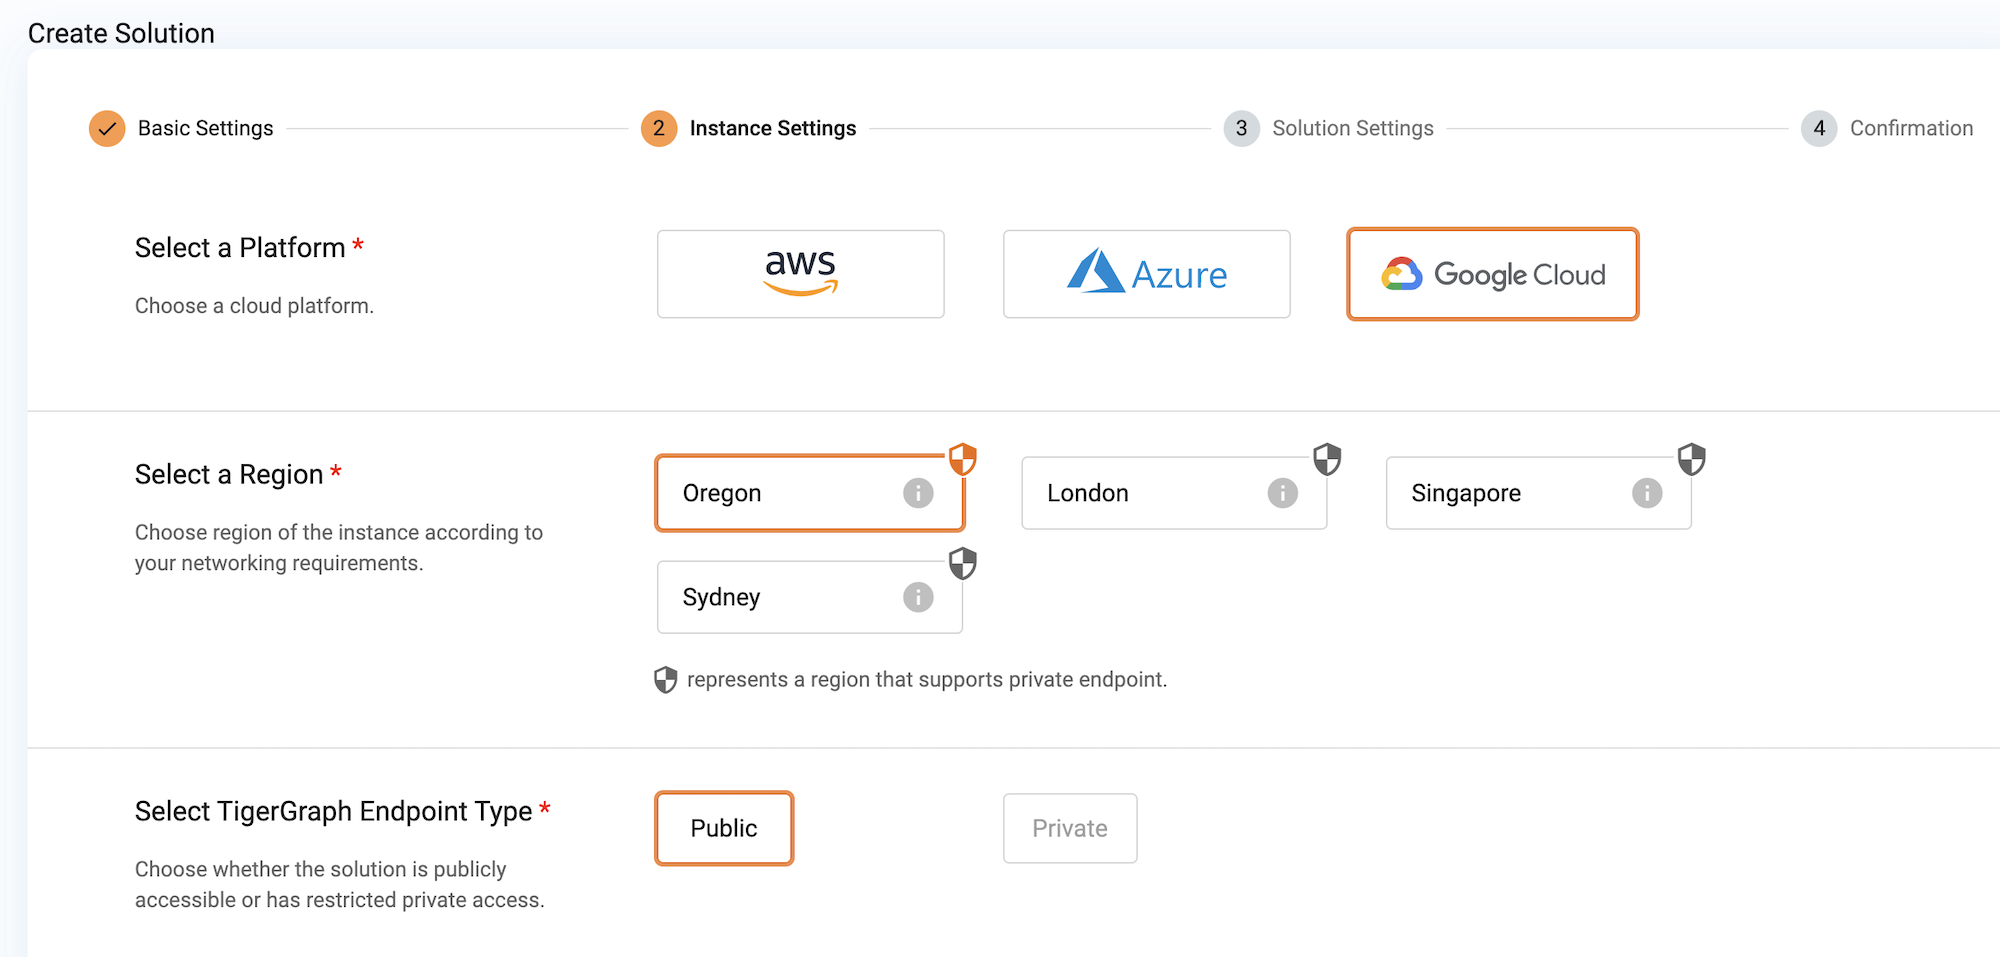 Create Solution
Basic Settings
2 Instance Settings
3 Solution Settings
4 Confirmation
Select a Platform *
Choose a cloud platform.
aws
Azure
Google Cloud
Select a Region *
Choose region of the instance according to
your networking requirements.
Oregon i
London i
Singapore i
Sydney i
represents a region that supports private endpoint.
Select TigerGraph Endpoint Type *
Choose whether the solution is publicly
accessible or has restricted private access.
Public
Private